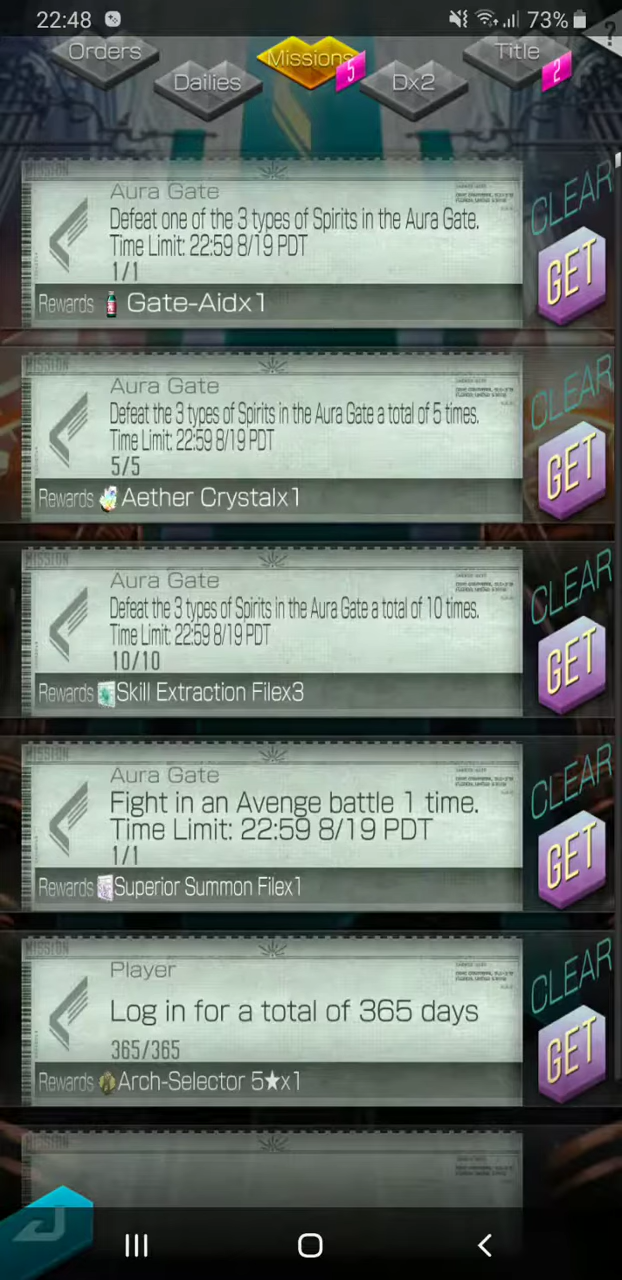 22:48
73%
?
Orders
Missions
Title
5
2
Dailies
Dx2
MISSION
Aura Gate
Defeat one of the 3 types of Spirits in the Aura Gate.
Time Limit: 22:59 8/19 PDT
1/1
Rewards Gate-Aidx1
CLEAR
GET
MISSION
Aura Gate
Defeat the 3 types of Spirits in the Aura Gate a total of 5 times.
Time Limit: 22:59 8/19 PDT
5/5
Rewards Aether Crystalx1
CLEAR
GET
MISSION
Aura Gate
Defeat the 3 types of Spirits in the Aura Gate a total of 10 times.
Time Limit: 22:59 8/19 PDT
10/10
Rewards Skill Extraction Filex3
CLEAR
GET
MISSION
Aura Gate
Fight in an Avenge battle 1 time.
Time Limit: 22:59 8/19 PDT
1/1
Rewards Superior Summon Filex1
CLEAR
GET
MISSION
Player
Log in for a total of 365 days
365/365
Rewards Arch-Selector 5★x1
CLEAR
GET
MISSION